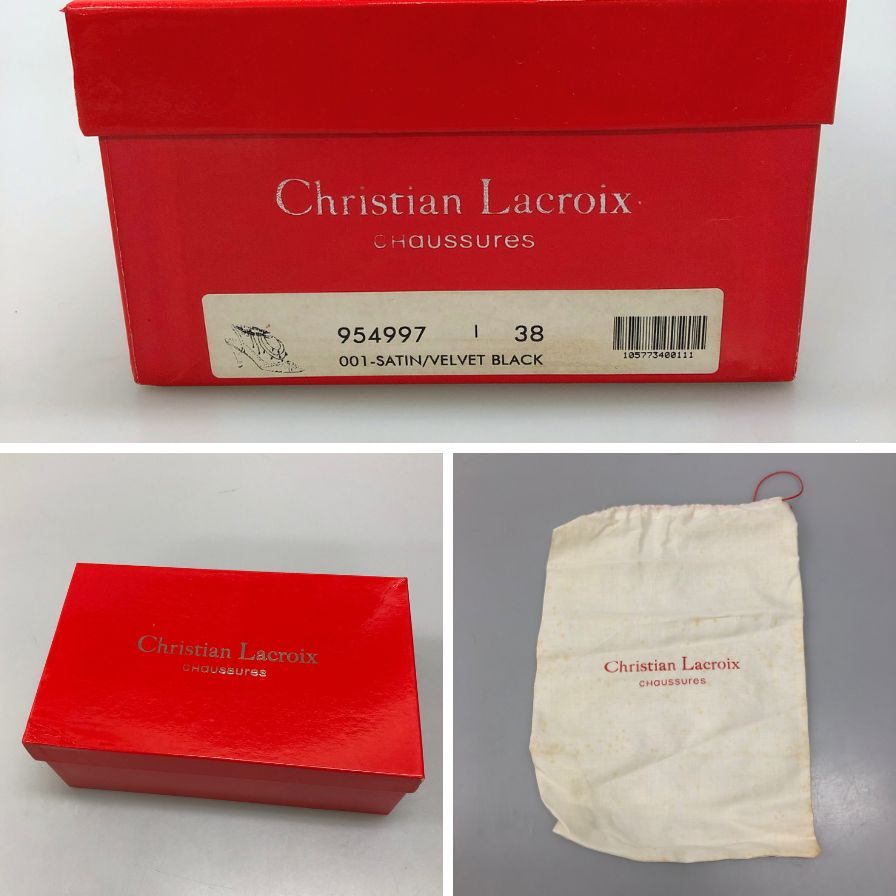 Christian Lacroix
CHaussures
954997 I 38
001-SATIN/VELVET BLACK
105773400111
Christian Lacroix
CHaussures
Christian Lacroix
CHaussures